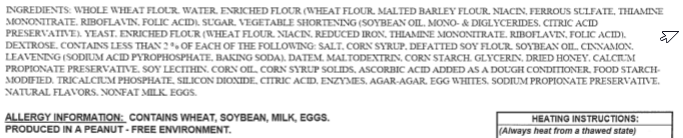 INGREDIENTS: WHOLE WHEAT FLOUR, WATER, ENRICHED FLOUR (WHEAT FLOUR, MALTED BARLEY FLOUR, NIACIN, FERROUS SULFATE, THIAMINE
MONONITRATE, RIBOFLAVIN, FOLIC ACID), SUGAR, VEGETABLE SHORTENING (SOYBEAN OIL, MONO- & DIGLYCERIDES, CITRIC ACID
PRESERVATIVE), YEAST, ENRICHED FLOUR (WHEAT FLOUR, NIACIN, REDUCED IRON, THIAMINE MONONITRATE, RIBOFLAVIN, FOLIC ACID),
DEXTROSE, CONTAINS LESS THAN 2 % OF EACH OF THE FOLLOWING: SALT, CORN SYRUP, DEFATTED SOY FLOUR, SOYBEAN OIL, CINNAMON,
LEAVENING (SODIUM ACID PYROPHOSPHATE, BAKING SODA), DATEM, MALTODEXTRIN, CORN STARCH, GLYCERIN, DRIED HONEY, CALCIUM
PROPIONATE PRESERVATIVE, SOY LECITHIN, CORN OIL, CORN SYRUP SOLIDS, ASCORBIC ACID ADDED AS A DOUGH CONDITIONER, FOOD STARCH-
MODIFIED, TRICALCIUM PHOSPHATE, SILICON DIOXIDE, CITRIC ACID, ENZYMES, AGAR-AGAR, EGG WHITES, SODIUM PROPIONATE PRESERVATIVE,
NATURAL FLAVORS, NONFAT MILK, EGGS.
ALLERGY INFORMATION: CONTAINS WHEAT, SOYBEAN, MILK, EGGS.
PRODUCED IN A PEANUT - FREE ENVIRONMENT.
HEATING INSTRUCTIONS:
(Always heat from a thawed state)